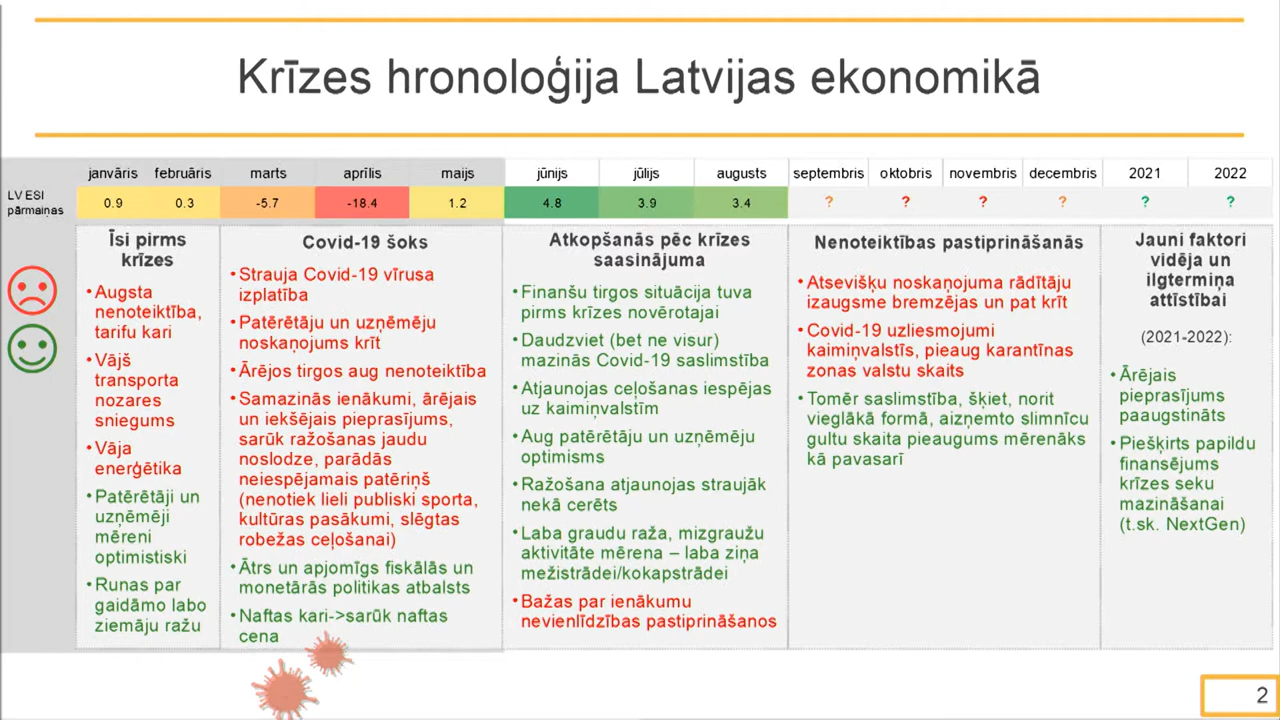 Krīzes hronoloģija Latvijas ekonomikā
janvāris februāris marts aprīlis maijs jūnijs jūlijs augusts septembris oktobris novembris decembris 2021 2022
LV ESI
pārmaiņas
0.9 0.3 -5.7 -18.4 1.2 4.8 3.9 3.4 ? ? ? ? ? ?
Īsi pirms
krīzes
•Augsta
nenoteiktība,
tarifu kari
•Vājš
transporta
nozares
sniegums
•Vāja
enerģētika
•Patērētāji un
uzņēmēji
mēreni
optimistiski
•Runas par
gaidāmo labo
ziemāju ražu
Covid-19 šoks
•Strauja Covid-19 vīrusa
izplatība
•Patērētāju un uzņēmēju
noskaņojums krīt
•Ārējos tirgos aug nenoteiktība
•Samazinās ienākumi, ārējais
un iekšējais pieprasījums,
sarūk ražošanas jaudu
noslodze, parādās
neiespējamais patēriņš
(nenotiek lieli publiski sporta,
kultūras pasākumi, slēgtas
robežas ceļošanai)
•Ātrs un apjomīgs fiskālās un
monetārās politikas atbalsts
•Naftas kari->sarūk naftas
cena
Atkopšanās pēc krīzes
saasinājuma
•Finanšu tirgos situācija tuva
pirms krīzes novērotajai
•Daudzviet (bet ne visur)
mazinās Covid-19 saslimstība
•Atjaunojas ceļošanas iespējas
uz kaimiņvalstīm
•Aug patērētāju un uzņēmēju
optimisms
•Ražošana atjaunojas straujāk
nekā cerēts
•Laba graudu raža, mizgraužu
aktivitāte mērena – laba ziņa
mežistrādei/kokapstrādei
•Bažas par ienākumu
nevienlīdzības pastiprināšanos
Nenoteiktības pastiprināšanās
•Atsevišķu noskaņojuma rādītāju
izaugsme bremzējas un pat krīt
•Covid-19 uzliesmojumi
kaimiņvalstīs, pieaug karantīnas
zonas valstu skaits
•Tomēr saslimstība, šķiet, norit
vieglākā formā, aizņemto slimnīcu
gultu skaita pieaugums mērenāks
kā pavasarī
Jauni faktori
vidēja un
ilgtermiņa
attīstībai
(2021-2022):
•Ārējais
pieprasījums
paaugstināts
•Piešķirts papildu
finansējums
krīzes seku
mazināšanai
(t.sk. NextGen)
2